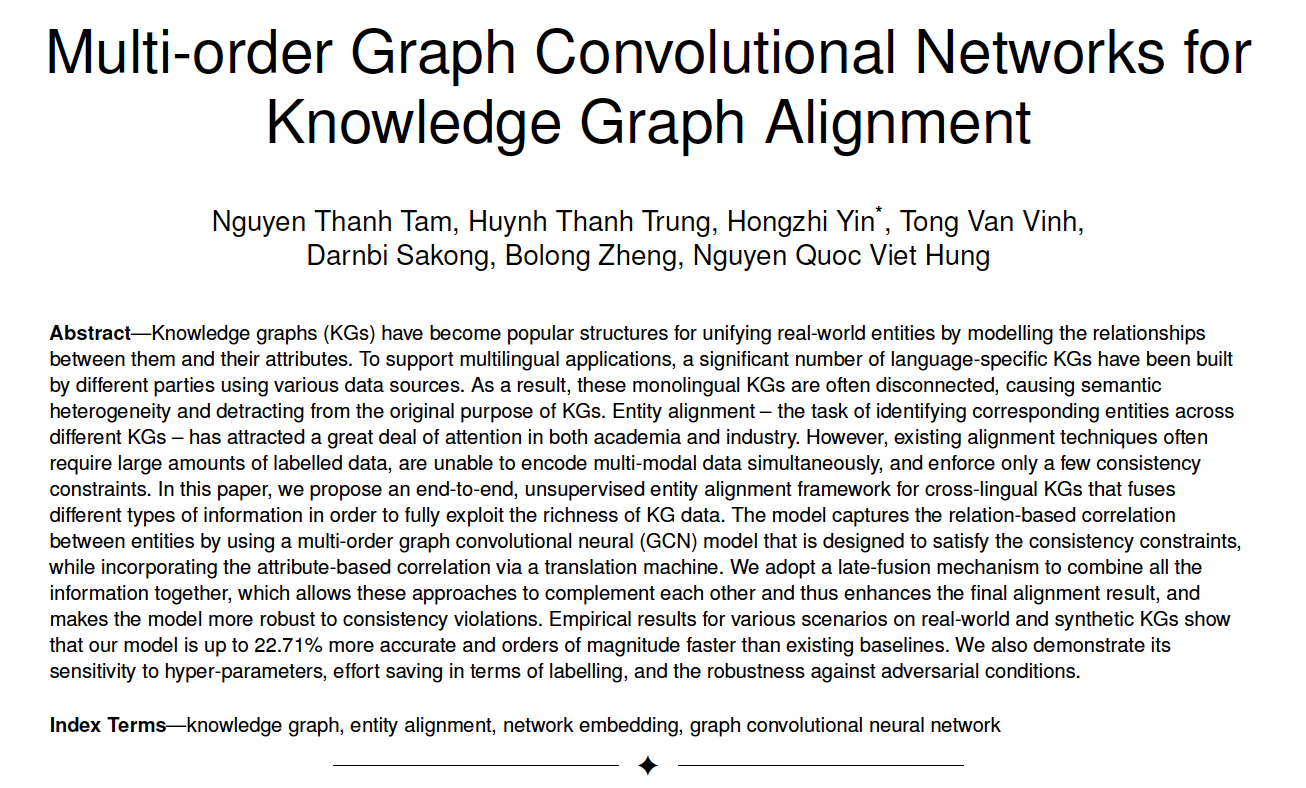 Multi-order Graph Convolutional Networks for
Knowledge Graph Alignment
Nguyen Thanh Tam, Huynh Thanh Trung, Hongzhi Yin*, Tong Van Vinh,
Darnbi Sakong, Bolong Zheng, Nguyen Quoc Viet Hung
Abstract—Knowledge graphs (KGs) have become popular structures for unifying real-world entities by modelling the relationships
between them and their attributes. To support multilingual applications, a significant number of language-specific KGs have been built
by different parties using various data sources. As a result, these monolingual KGs are often disconnected, causing semantic
heterogeneity and detracting from the original purpose of KGs. Entity alignment – the task of identifying corresponding entities across
different KGs – has attracted a great deal of attention in both academia and industry. However, existing alignment techniques often
require large amounts of labelled data, are unable to encode multi-modal data simultaneously, and enforce only a few consistency
constraints. In this paper, we propose an end-to-end, unsupervised entity alignment framework for cross-lingual KGs that fuses
different types of information in order to fully exploit the richness of KG data. The model captures the relation-based correlation
between entities by using a multi-order graph convolutional neural (GCN) model that is designed to satisfy the consistency constraints,
while incorporating the attribute-based correlation via a translation machine. We adopt a late-fusion mechanism to combine all the
information together, which allows these approaches to complement each other and thus enhances the final alignment result, and
makes the model more robust to consistency violations. Empirical results for various scenarios on real-world and synthetic KGs show
that our model is up to 22.71% more accurate and orders of magnitude faster than existing baselines. We also demonstrate its
sensitivity to hyper-parameters, effort saving in terms of labelling, and the robustness against adversarial conditions.
Index Terms—knowledge graph, entity alignment, network embedding, graph convolutional neural network